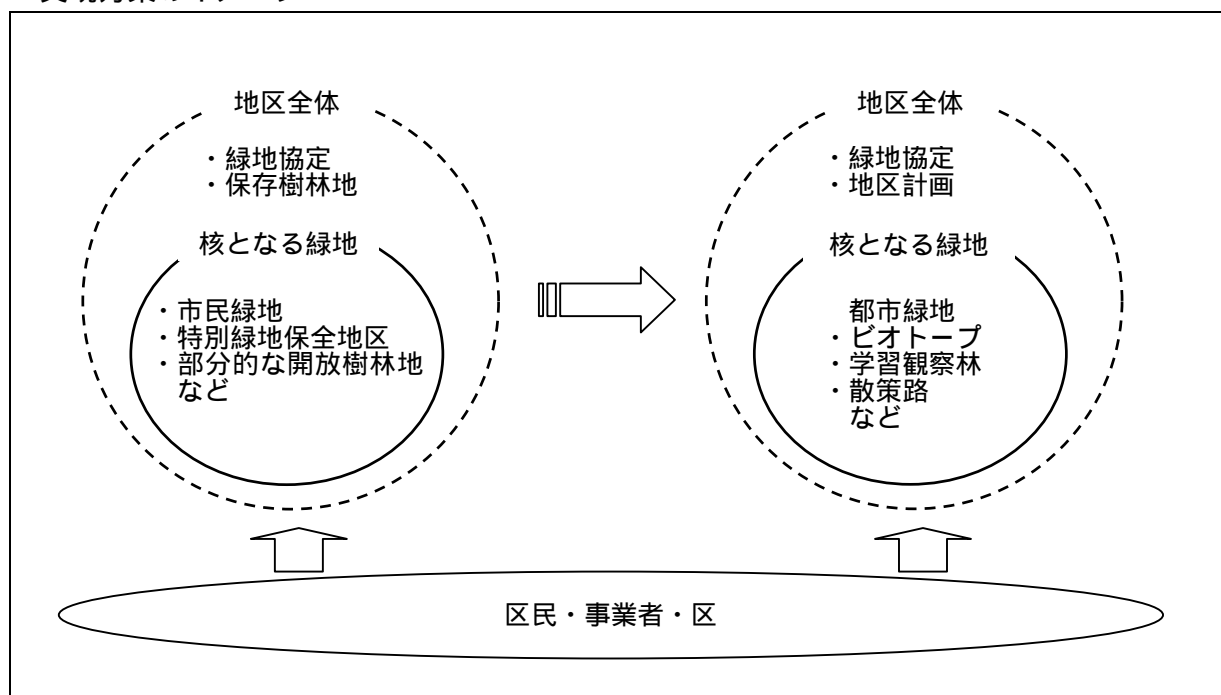 地区全体
・緑地協定
・保存樹林地
核となる緑地
・市民緑地
・特別緑地保全地区
・部分的な開放樹林地
など
地区全体
・緑地協定
・地区計画
核となる緑地
都市緑地
・ビオトープ
・学習観察林
・散策路
など
区民・事業者・区